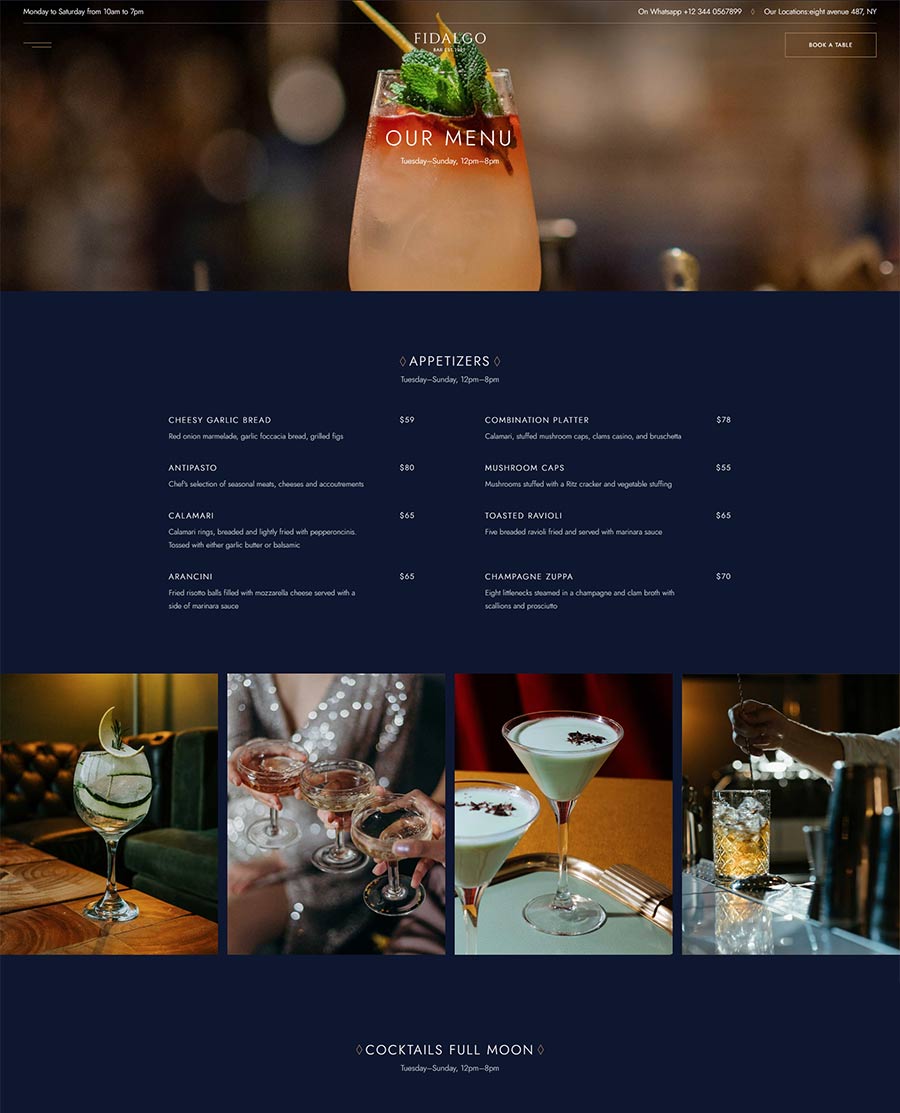 Monday to Saturday from 10am to 7pm
On Whatsapp +12 344 0567899 ◊ Our Locations:eight avenue 487, NY
FIDALGO
BAR EST.
BOOK A TABLE
OUR MENU
Tuesday–Sunday, 12pm–8pm
◊ APPETIZERS ◊
Tuesday–Sunday, 12pm–8pm
CHEESY GARLIC BREAD $59
Red onion marmelade, garlic foccacia bread, grilled figs
ANTIPASTO $80
Chef's selection of seasonal meats, cheeses and accoutrements
CALAMARI $65
Calamari rings, breaded and lightly fried with pepperoncinis.
Tossed with either garlic butter or balsamic
ARANCINI $65
Fried risotto balls filled with mozzarella cheese served with a
side of marinara sauce
COMBINATION PLATTER $78
Calamari, stuffed mushroom caps, clams casino, and bruschetta
MUSHROOM CAPS $55
Mushrooms stuffed with a Ritz cracker and vegetable stuffing
TOASTED RAVIOLI $65
Five breaded ravioli fried and served with marinara sauce
CHAMPAGNE ZUPPA $70
Eight littlenecks steamed in a champagne and clam broth with
scallions and prosciutto
◊ COCKTAILS FULL MOON ◊
Tuesday–Sunday, 12pm–8pm